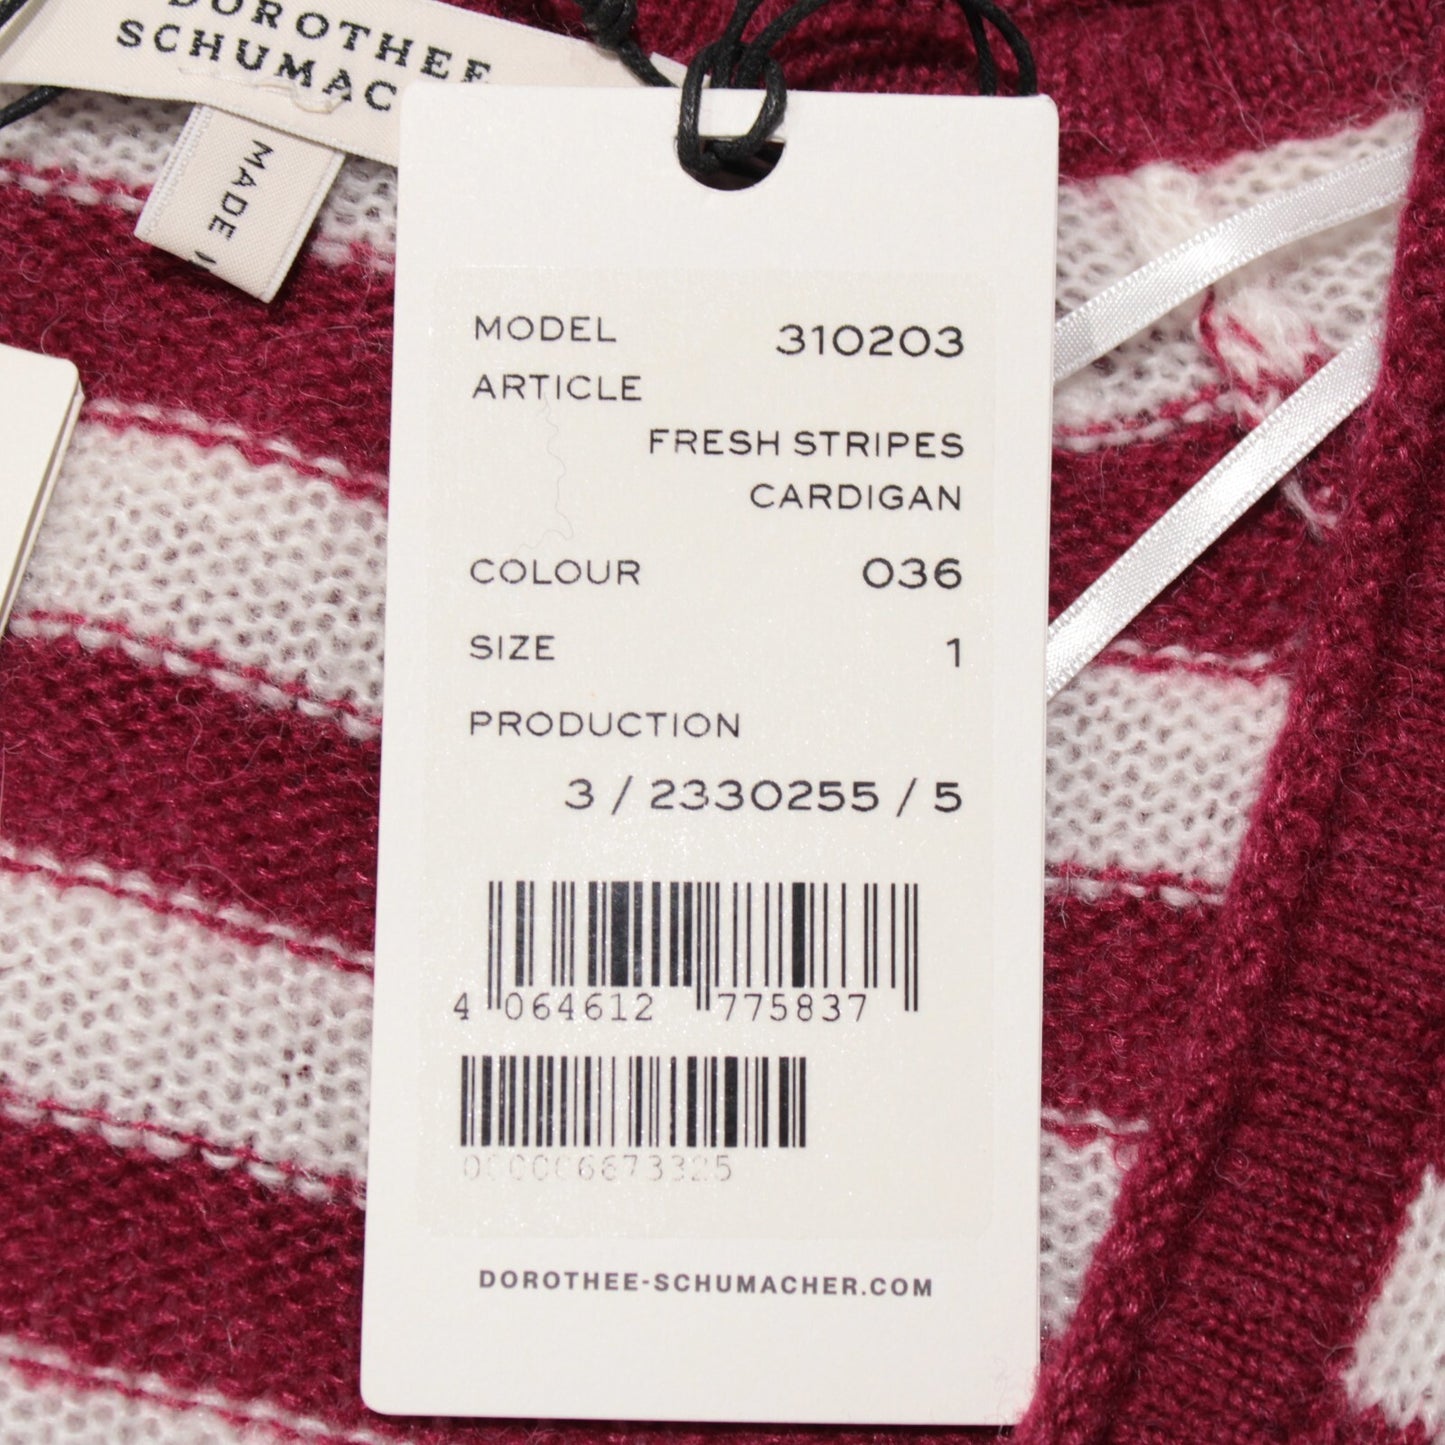 DOROTHEE
SCHUMAC
MADE
MODEL 310203
ARTICLE
FRESH STRIPES
CARDIGAN
COLOUR 036
SIZE 1
PRODUCTION
3 / 2330255 / 5
4 064612 775837
000006673325
DOROTHEE-SCHUMACHER.COM